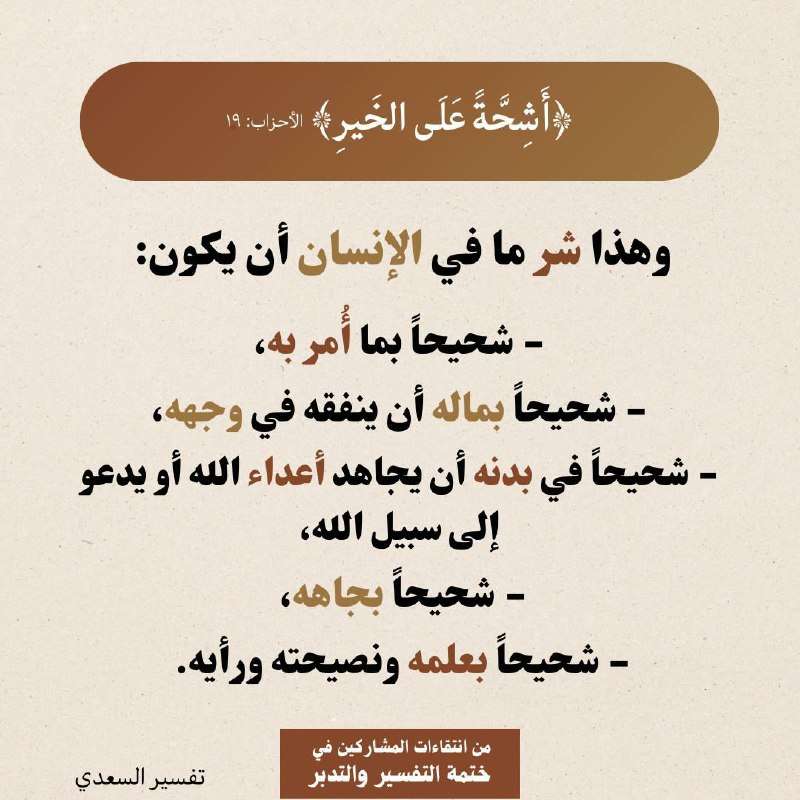 ﴿أَشِحَّةً عَلَى الخَيرِ﴾ الأحزاب: ١٩
وهذا شر ما في الإنسان أن يكون:
- شحيحاً بما أُمر به،
- شحيحاً بماله أن ينفقه في وجهه،
- شحيحاً في بدنه أن يجاهد أعداء الله أو يدعو
إلى سبيل الله،
- شحيحاً بجاهه،
- شحيحاً بعلمه ونصيحته ورأيه.
من انتقاءات المشاركين في
ختمة التفسير والتدبر
تفسير السعدي